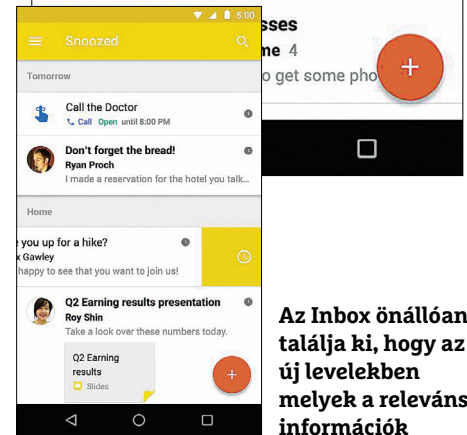 5:00
Snoozed
Tomorrow
Call the Doctor
Call Open until 8:00 PM
Don't forget the bread!
Ryan Proch
I made a reservation for the hotel you talk...
Home
you up for a hike?
x Gawley
happy to see that you want to join us!
Q2 Earning results presentation
Roy Shin
Take a look over these numbers today.
Q2 Earning
results
Slides
sses
me 4
o get some pho
Az Inbox önállóan
találja ki, hogy az
új levelekben
melyek a releváns
információk